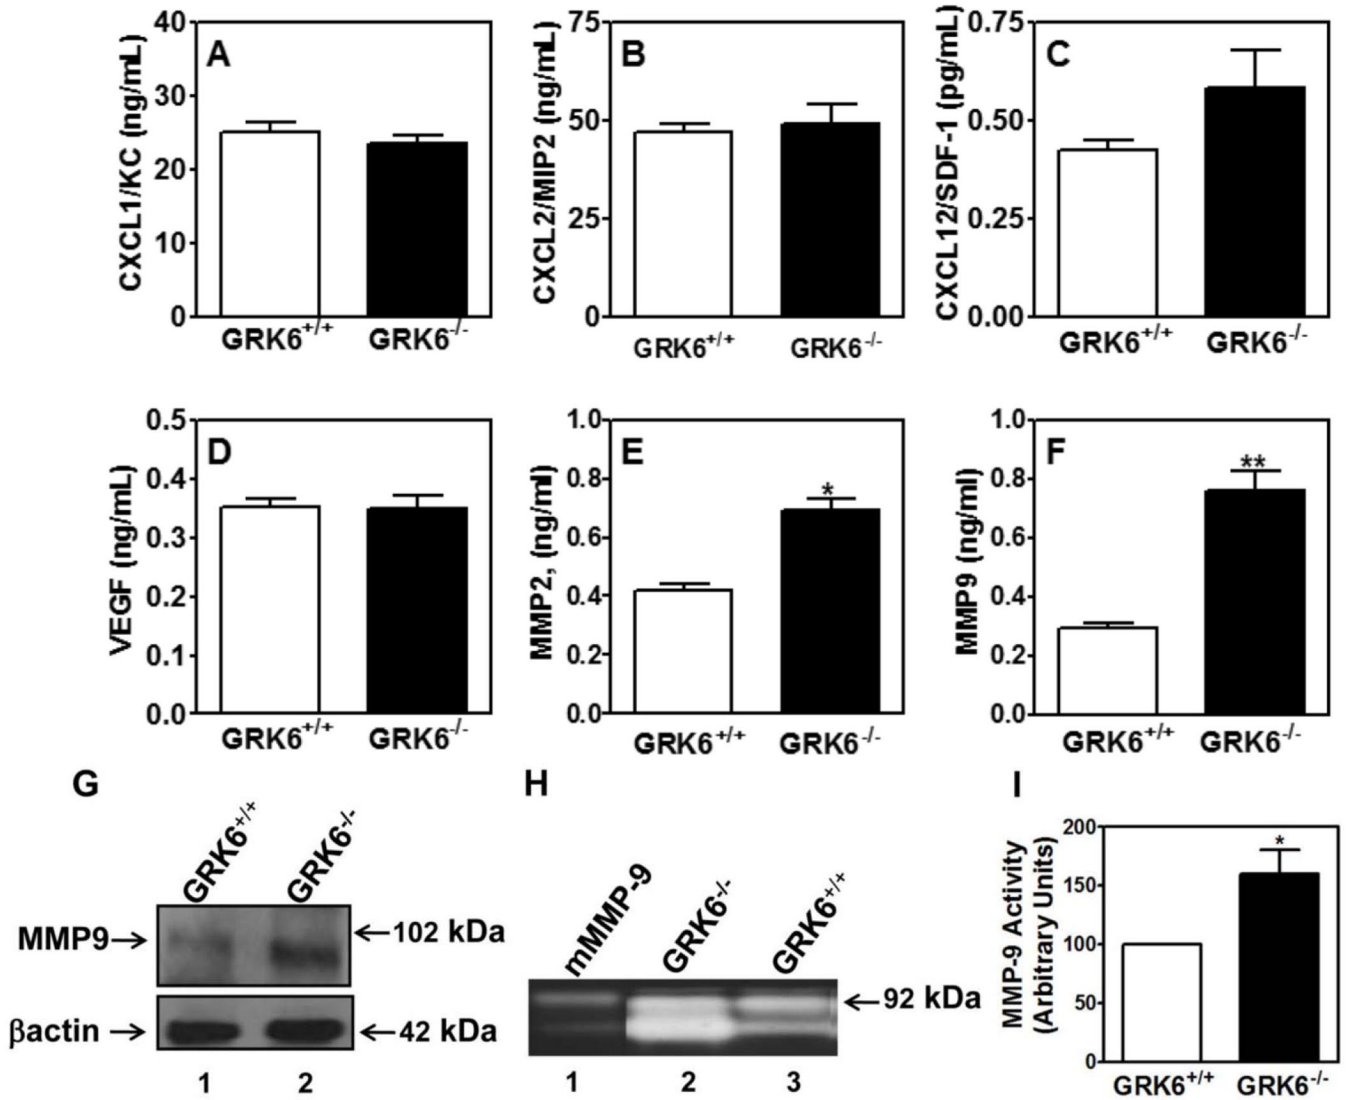 A
CXCL1/KC (ng/mL)
40
30
20
10
0
GRK6+/+ GRK6-/-
B
CXCL2/MIP2 (ng/mL)
75
50
25
0
GRK6+/+ GRK6-/-
C
CXCL12/SDF-1 (pg/mL)
0.75
0.50
0.25
0.00
GRK6+/+ GRK6-/-
D
VEGF (ng/mL)
0.5
0.4
0.3
0.2
0.1
0.0
GRK6+/+ GRK6-/-
E
MMP2, (ng/ml)
1.0
0.8
0.6
0.4
0.2
0.0
*
GRK6+/+ GRK6-/-
F
MMP9 (ng/ml)
1.0
0.8
0.6
0.4
0.2
0.0
**
GRK6+/+ GRK6-/-
G
GRK6+/+ GRK6-/-
MMP9→ ←102 kDa
βactin → ←42 kDa
1 2
H
mMMP-9 GRK6-/- GRK6+/+
←92 kDa
1 2 3
I
MMP-9 Activity
(Arbitrary Units)
200
150
100
50
0
*
GRK6+/+ GRK6-/-